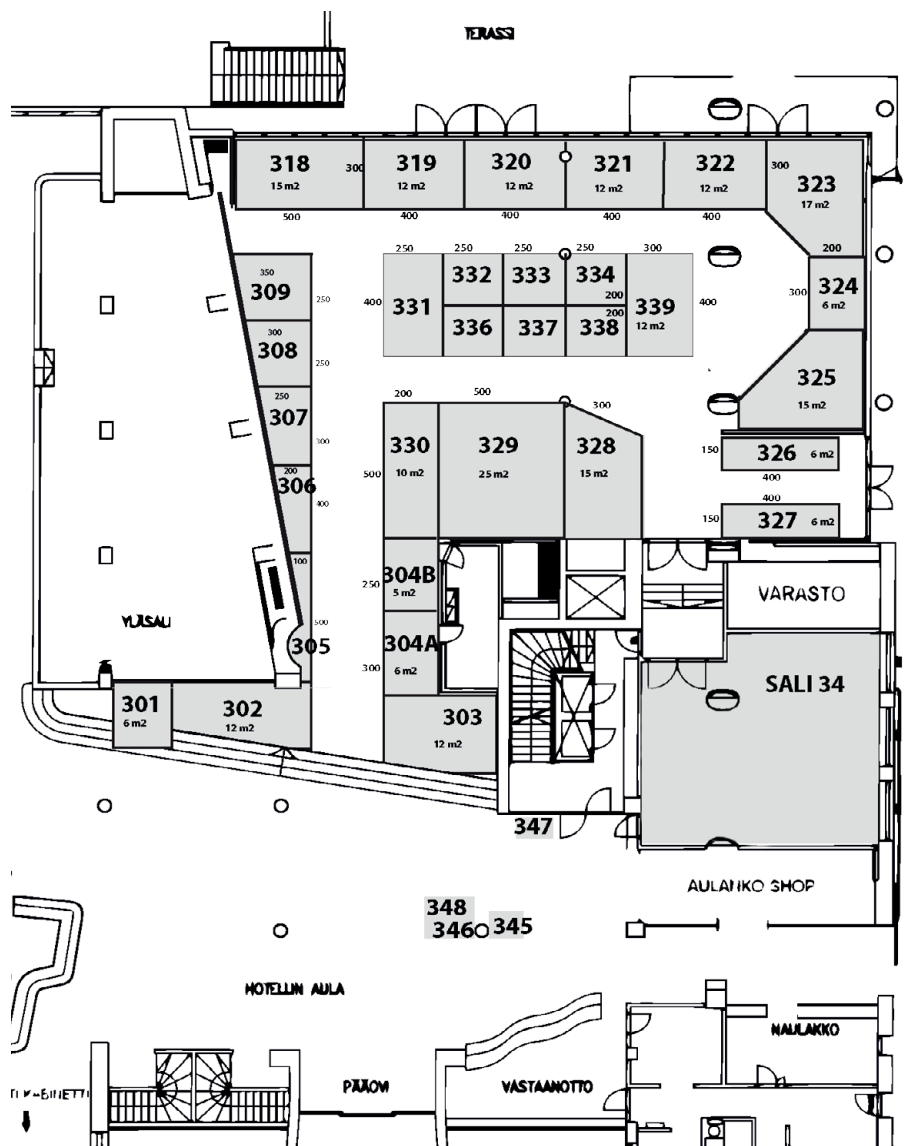 TERASSI
318
15 m2
300
319
12 m2
320
12 m2
321
12 m2
322
12 m2
300
323
17 m2
500
400
400
400
400
200
250
250
250
250
300
350
309
250
400
331
332
333
334
200
339
12 m2
400
300
324
6 m2
336
337
200
338
300
308
250
325
15 m2
250
307
300
200
500
300
330
10 m2
329
25 m2
328
15 m2
500
150
326
6 m2
400
400
150
327
6 m2
200
306
400
100
304B
5 m2
250
VARASTO
YLÄSALI
500
305
304A
6 m2
300
SALI 34
301
6 m2
302
12 m2
303
12 m2
347
AULANKO SHOP
348
346
345
HOTELLIN AULA
NAULAKKO
PÄÄOVI
VASTAANOTTO